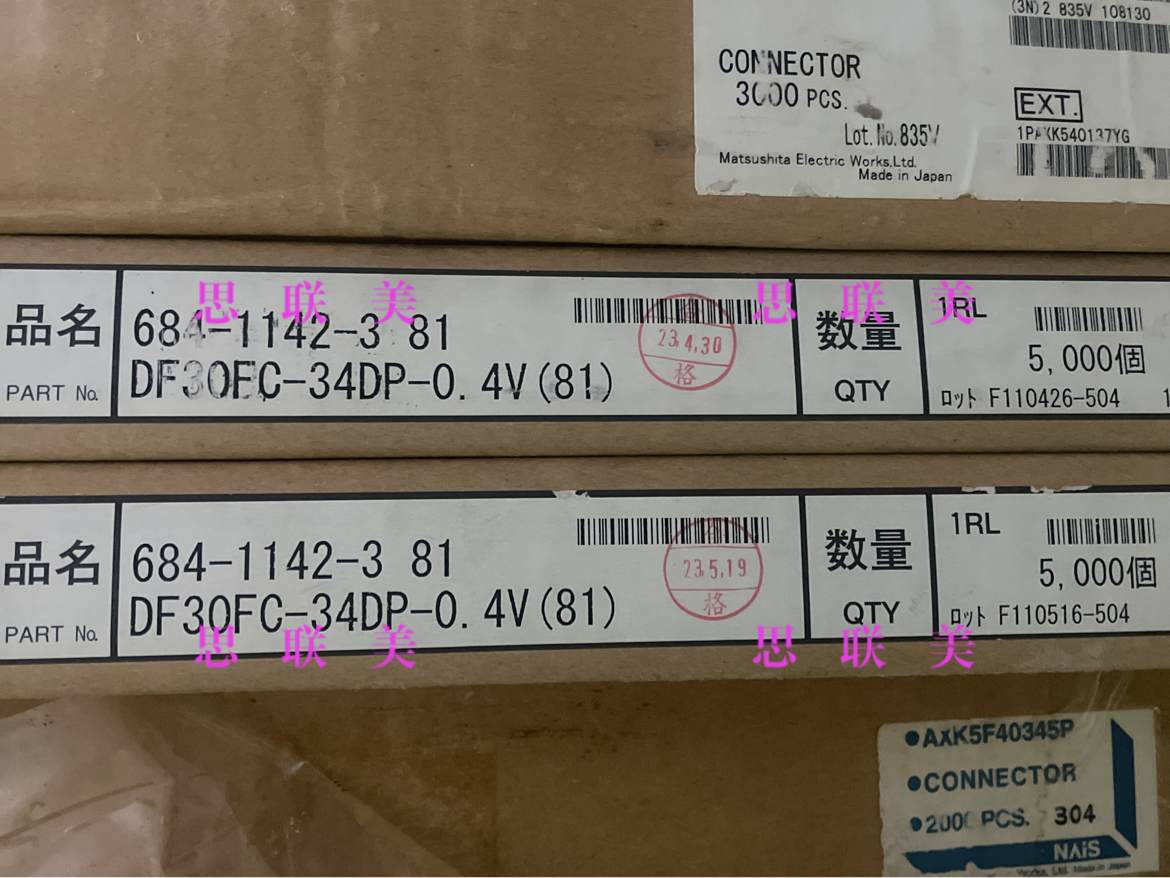 (3N)2 835V 108130
CONNECTOR
3000 PCS.
EXT.
Lot.No.835V
1PAXK540137YG
Matsushita Electric Works,Ltd.
Made in Japan
思联美 思联美
品名
PART No.
684-1142-3 81
DF30FC-34DP-0.4V(81)
23.4.30
格
数量
QTY
1RL
5,000個
ロット F110426-504
品名
PART No.
684-1142-3 81
DF30FC-34DP-0.4V(81)
23.5.19
格
数量
QTY
1RL
5,000個
ロット F110516-504
思联美 思联美
●AXK5F40345P
●CONNECTOR
●2000 PCS. 304
NAiS
Works, Ltd. Made in Japan